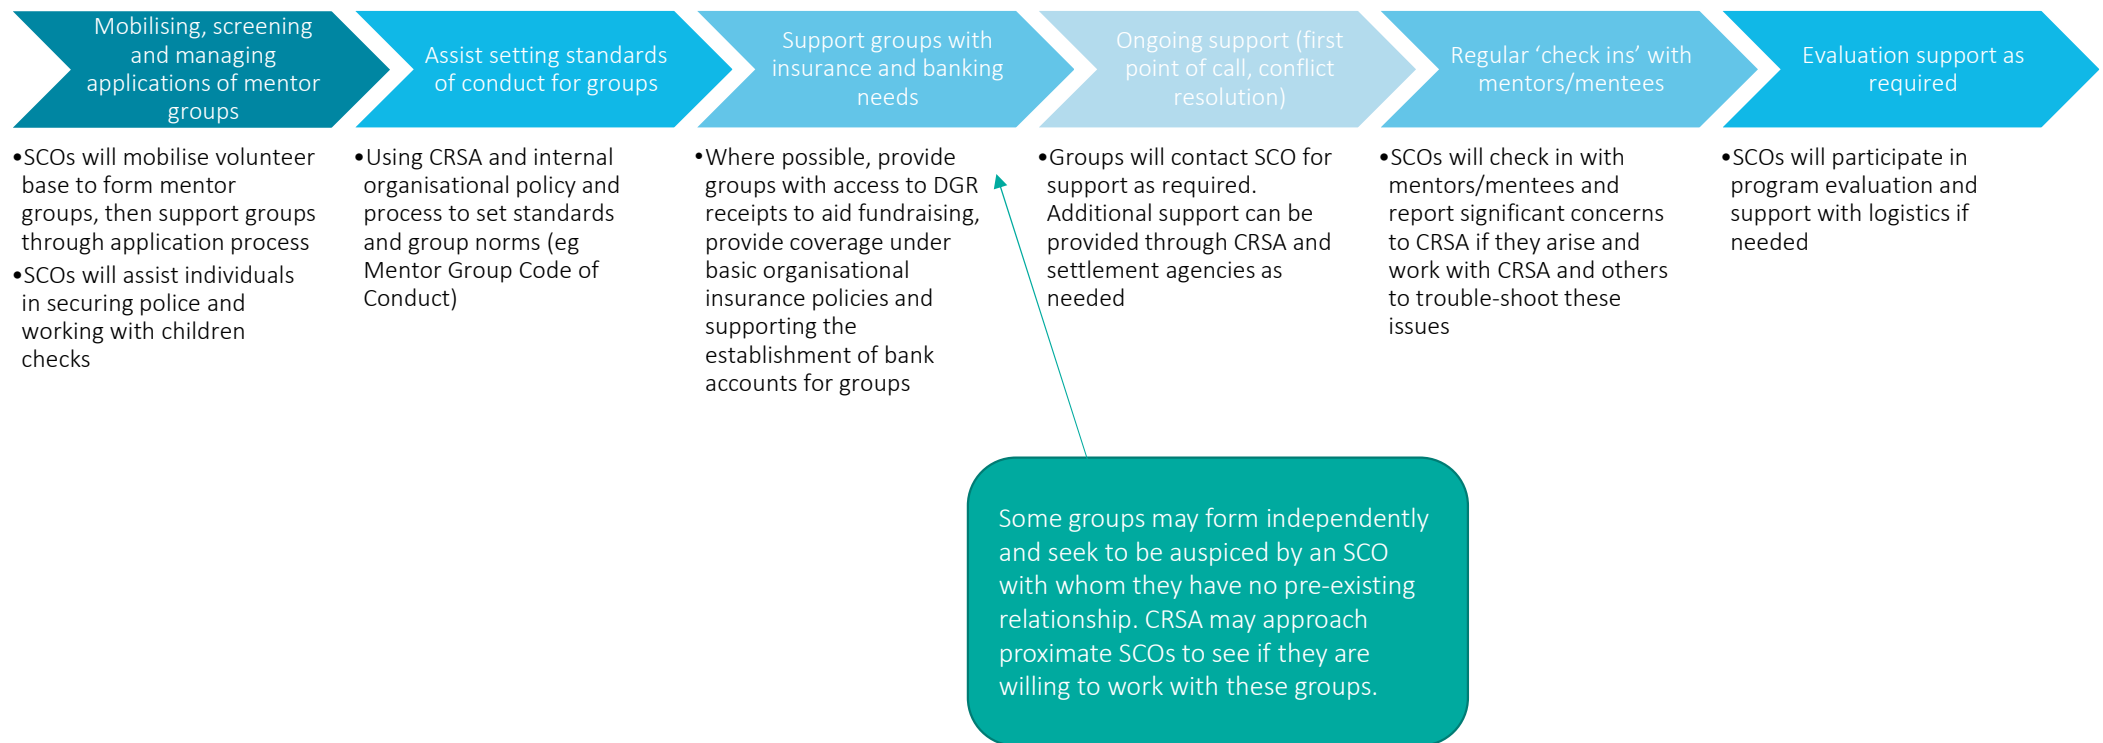 Mobilising, screening
and managing
applications of mentor
groups
•SCOs will mobilise volunteer
base to form mentor
groups, then support groups
through application process
•SCOs will assist individuals
in securing police and
working with children
checks
Assist setting standards
of conduct for groups
•Using CRSA and internal
organisational policy and
process to set standards
and group norms (eg
Mentor Group Code of
Conduct)
Support groups with
insurance and banking
needs
•Where possible, provide
groups with access to DGR
receipts to aid fundraising,
provide coverage under
basic organisational
insurance policies and
supporting the
establishment of bank
accounts for groups
Ongoing support (first
point of call, conflict
resolution)
•Groups will contact SCO for
support as required.
Additional support can be
provided through CRSA and
settlement agencies as
needed
Regular ‘check ins’ with
mentors/mentees
•SCOs will check in with
mentors/mentees and
report significant concerns
to CRSA if they arise and
work with CRSA and others
to trouble-shoot these
issues
Evaluation support as
required
•SCOs will participate in
program evaluation and
support with logistics if
needed
Some groups may form independently
and seek to be auspiced by an SCO
with whom they have no pre-existing
relationship. CRSA may approach
proximate SCOs to see if they are
willing to work with these groups.